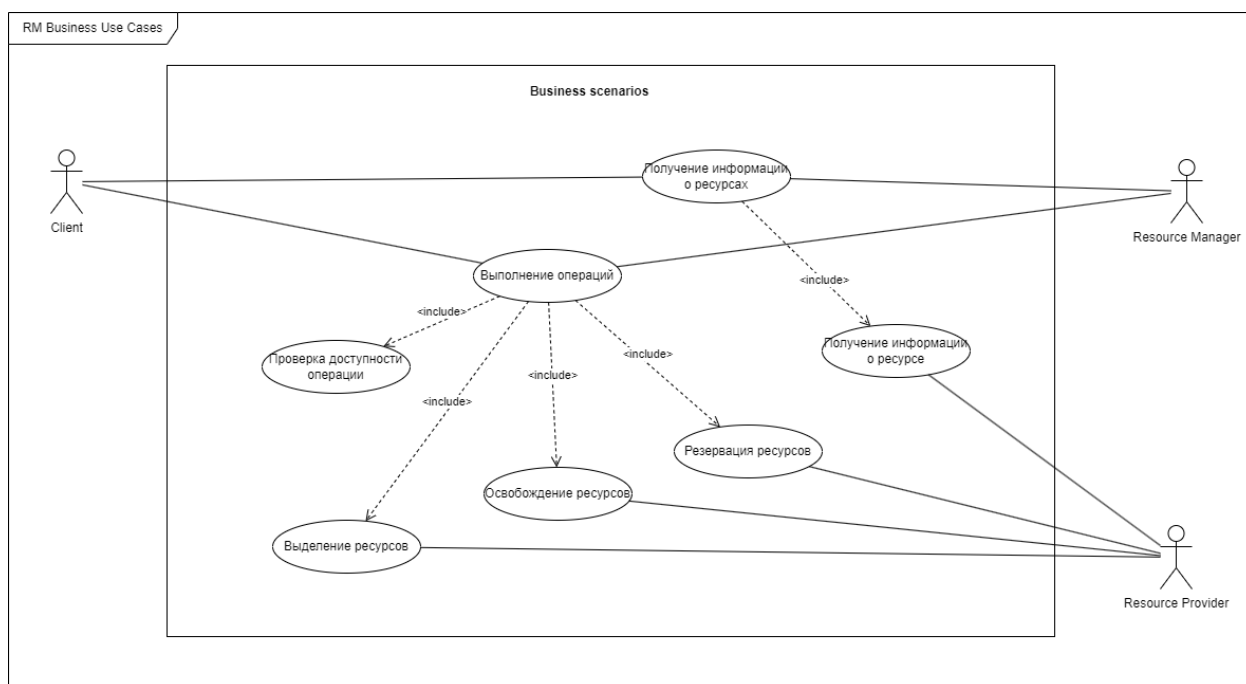 RM Business Use Cases
Business scenarios
Получение информации
о ресурсах
Client
Resource Manager
Выполнение операций
<include>
<include>
Получение информации
о ресурсе
Проверка доступности
операции
<include>
<include>
<include>
Резервация ресурсов
Освобождение ресурсов
Выделение ресурсов
Resource Provider